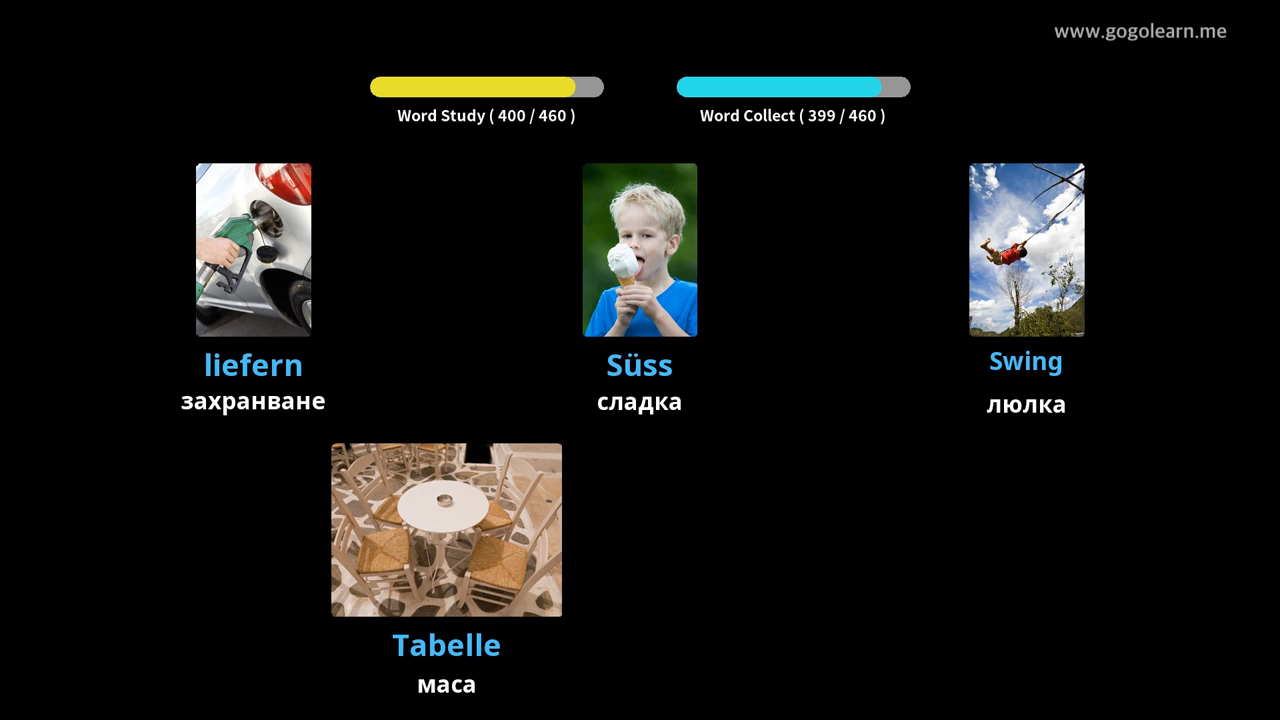 www.gogolearn.me
Word Study ( 400 / 460 )
Word Collect ( 399 / 460 )
liefern
захранване
Süss
сладка
Swing
люлка
Tabelle
маса